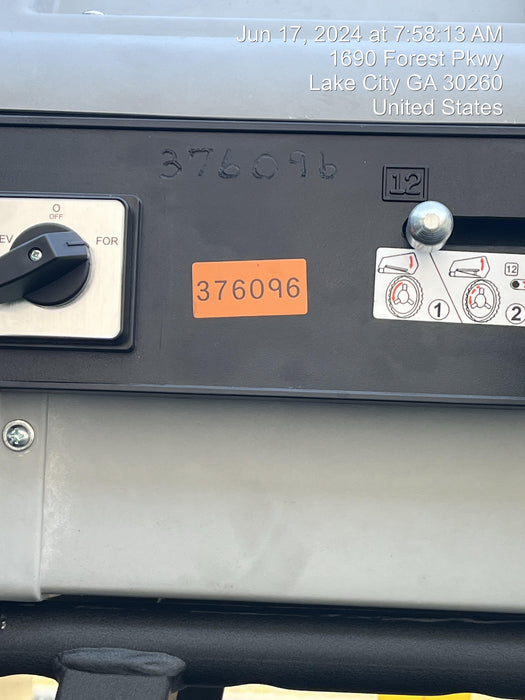 Jun 17, 2024 at 7:58:13 AM
1690 Forest Pkwy
Lake City GA 30260
United States
376096
12
O
OFF
EV
FOR
376096
12
1
2